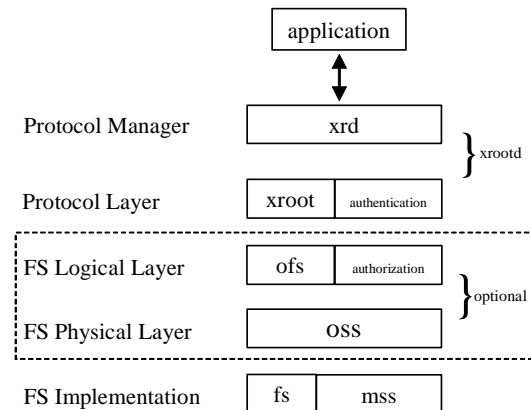 application
Protocol Manager
xrd
xrootd
Protocol Layer
xroot
authentication
FS Logical Layer
ofs
authorization
optional
FS Physical Layer
oss
FS Implementation
fs
mss